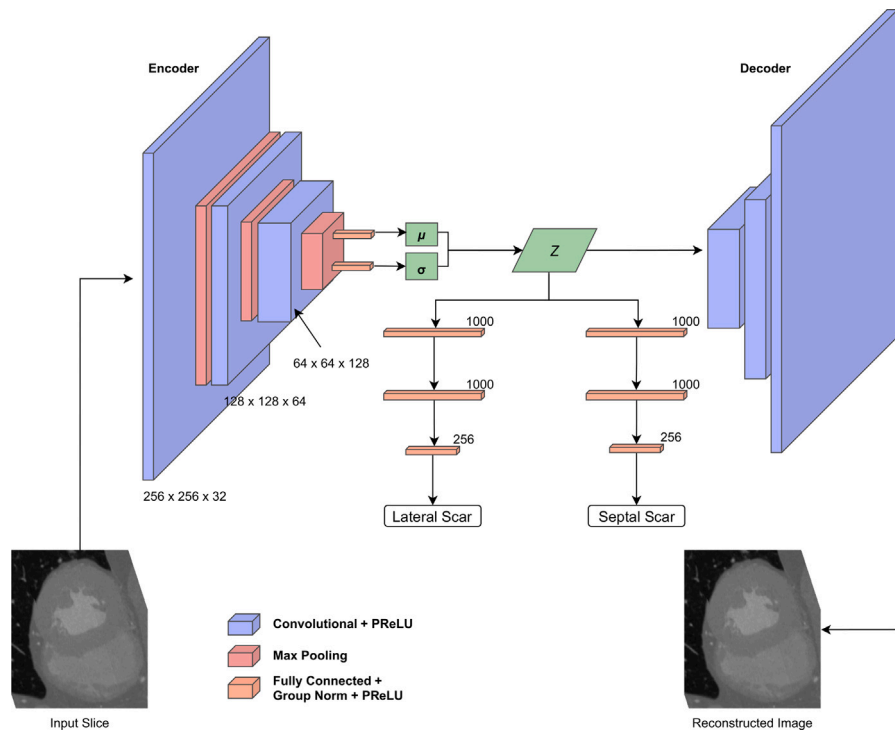 Encoder
Decoder
μ
σ
Z
1000
1000
64 x 64 x 128
1000
1000
128 x 128 x 64
256
256
256 x 256 x 32
Lateral Scar
Septal Scar
Convolutional + PReLU
Max Pooling
Fully Connected +
Group Norm + PReLU
Input Slice
Reconstructed Image